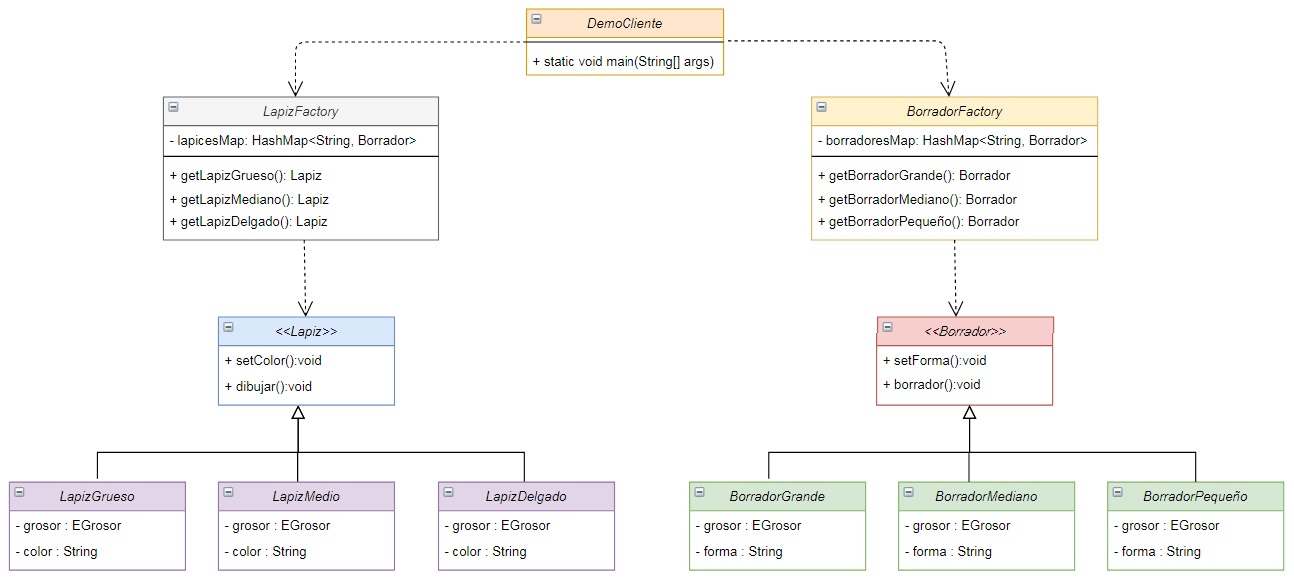 DemoCliente
+ static void main(String[] args)
LapizFactory
- lapicesMap: HashMap<String, Borrador>
+ getLapizGrueso(): Lapiz
+ getLapizMediano(): Lapiz
+ getLapizDelgado(): Lapiz
BorradorFactory
- borradoresMap: HashMap<String, Borrador>
+ getBorradorGrande(): Borrador
+ getBorradorMediano(): Borrador
+ getBorradorPequeño(): Borrador
<<Lapiz>>
+ setColor():void
+ dibujar():void
<<Borrador>>
+ setForma():void
+ borrador():void
LapizGrueso
- grosor : EGrosor
- color : String
LapizMedio
- grosor : EGrosor
- color : String
LapizDelgado
- grosor : EGrosor
- color : String
BorradorGrande
- grosor : EGrosor
- forma : String
BorradorMediano
- grosor : EGrosor
- forma : String
BorradorPequeño
- grosor : EGrosor
- forma : String